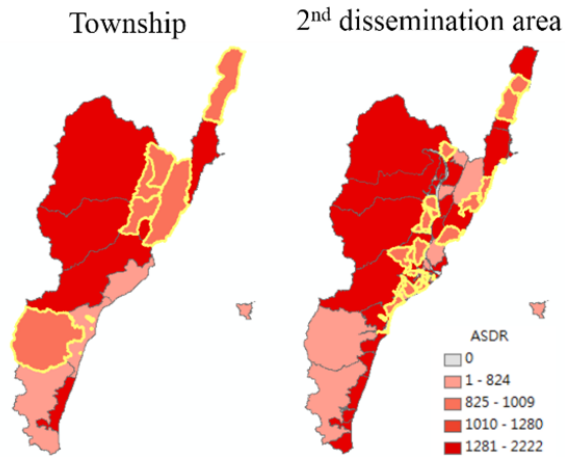 Township
2nd dissemination area
ASDR
0
1 - 824
825 - 1009
1010 - 1280
1281 - 2222